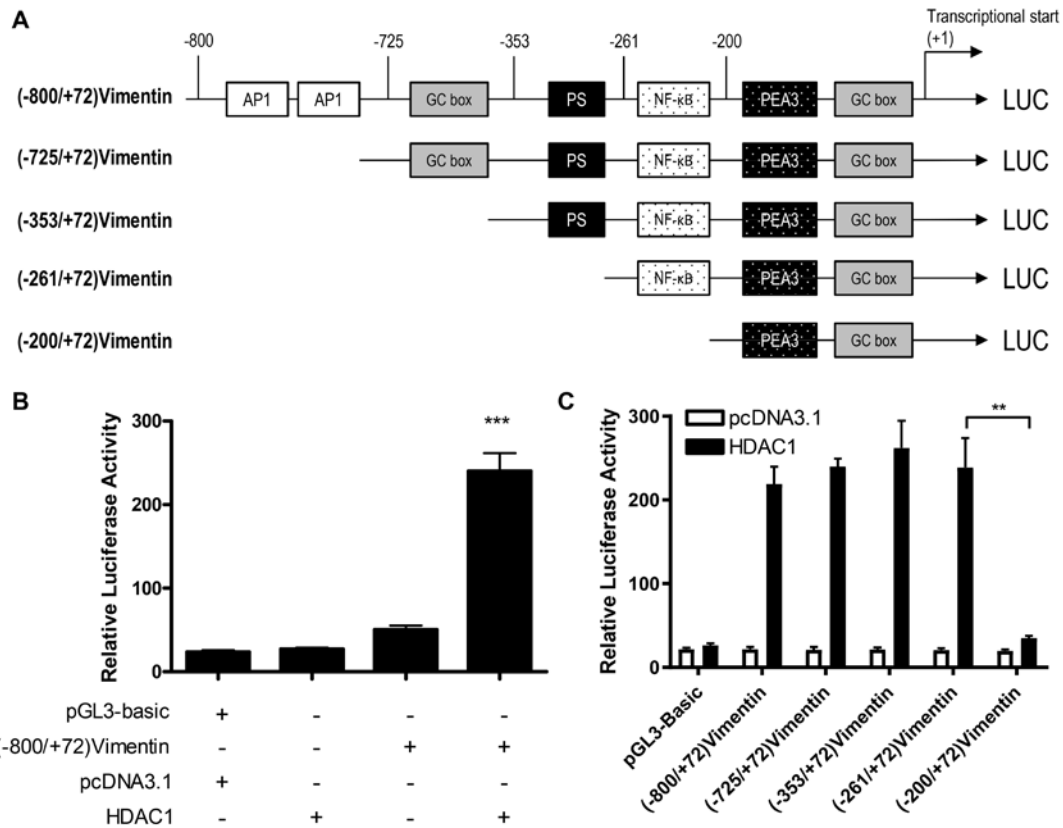 A
Transcriptional start
(+1)
-800 -725 -353 -261 -200
(-800/+72)Vimentin AP1 AP1 GC box PS NF-κB PEA3 GC box LUC
(-725/+72)Vimentin GC box PS NF-κB PEA3 GC box LUC
(-353/+72)Vimentin PS NF-κB PEA3 GC box LUC
(-261/+72)Vimentin NF-κB PEA3 GC box LUC
(-200/+72)Vimentin PEA3 GC box LUC
B
Relative Luciferase Activity
300
200
100
0
***
pGL3-basic + - - -
(-800/+72)Vimentin - - + +
pcDNA3.1 + - - -
HDAC1 - + - +
C
Relative Luciferase Activity
300
200
100
0
pcDNA3.1
HDAC1
**
pGL3-Basic
(-800/+72)Vimentin
(-725/+72)Vimentin
(-353/+72)Vimentin
(-261/+72)Vimentin
(-200/+72)Vimentin